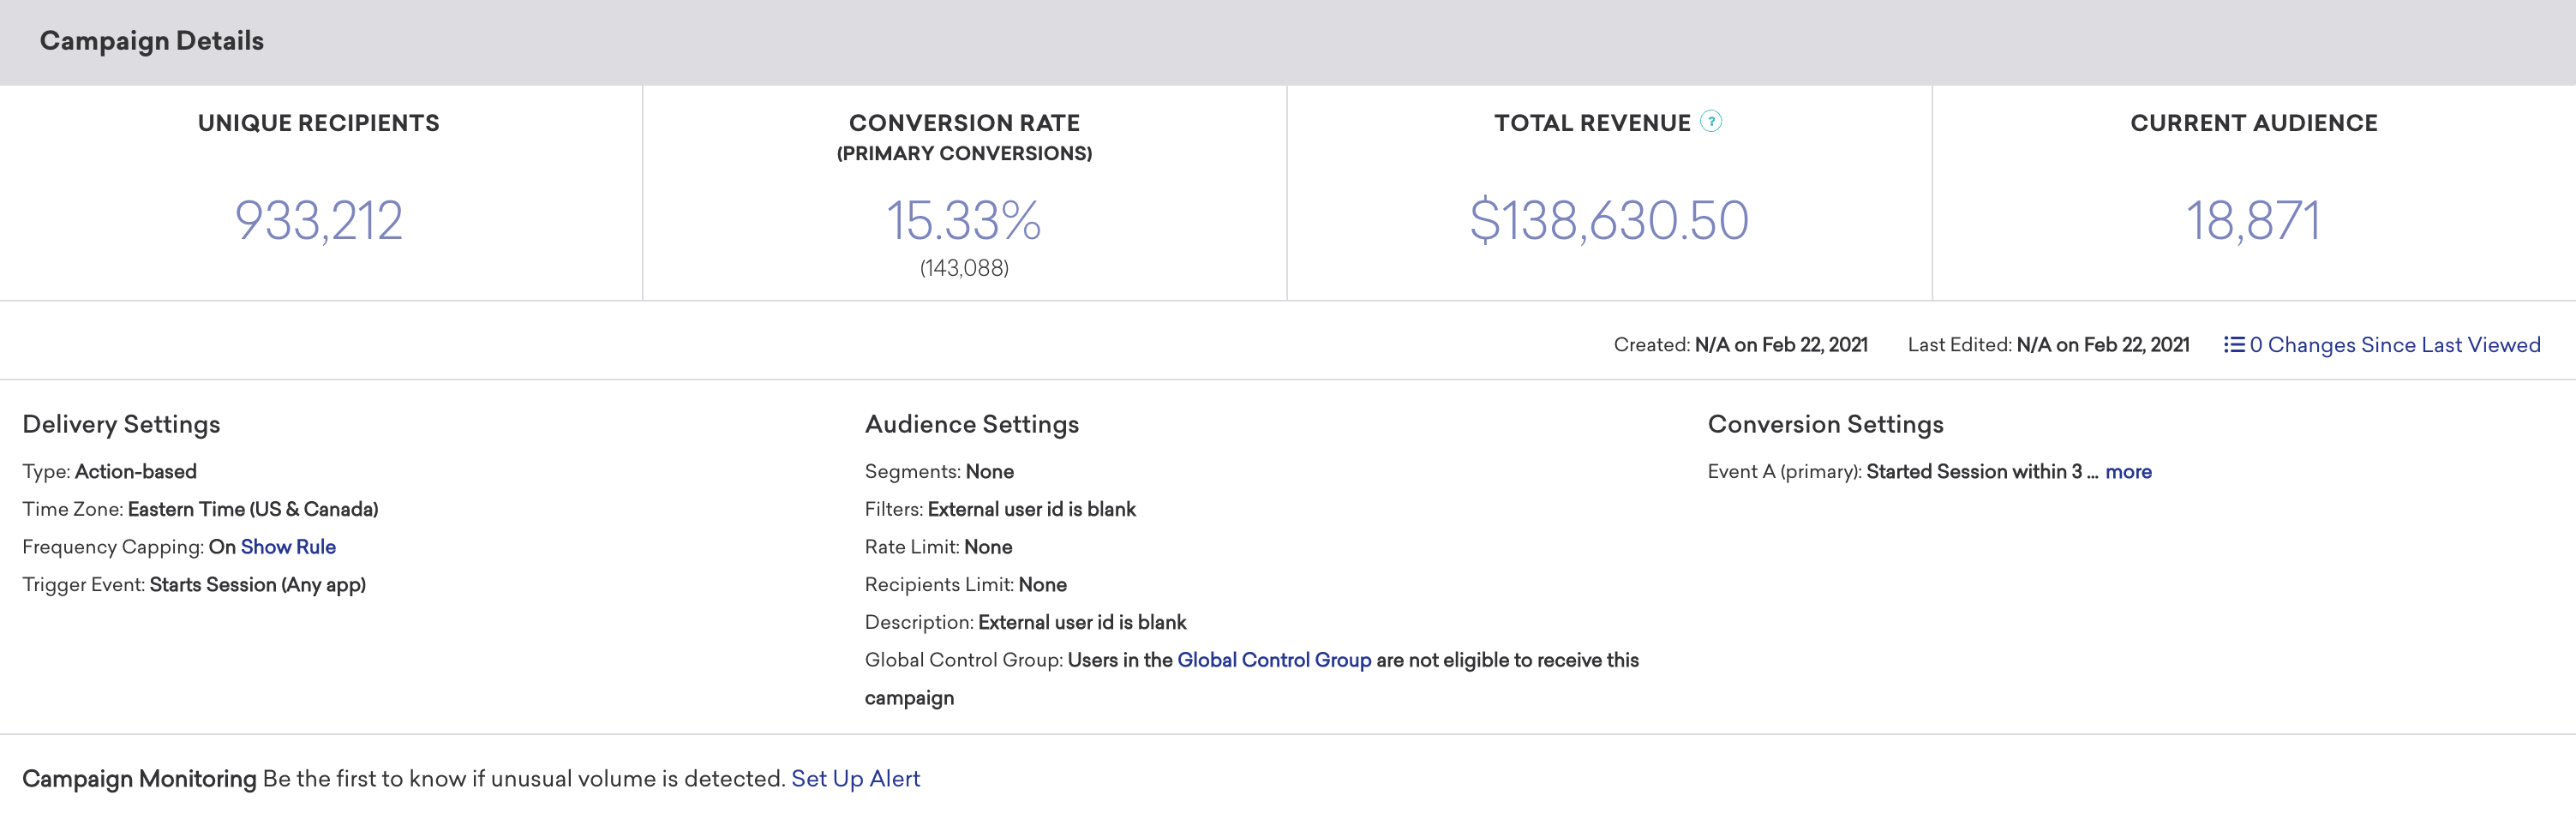 Campaign Details
UNIQUE RECIPIENTS
933,212
CONVERSION RATE
(PRIMARY CONVERSIONS)
15.33%
(143,088)
TOTAL REVENUE ?
$138,630.50
CURRENT AUDIENCE
18,871
Created: N/A on Feb 22, 2021 Last Edited: N/A on Feb 22, 2021 0 Changes Since Last Viewed
Delivery Settings
Type: Action-based
Time Zone: Eastern Time (US & Canada)
Frequency Capping: On Show Rule
Trigger Event: Starts Session (Any app)
Audience Settings
Segments: None
Filters: External user id is blank
Rate Limit: None
Recipients Limit: None
Description: External user id is blank
Global Control Group: Users in the Global Control Group are not eligible to receive this
campaign
Conversion Settings
Event A (primary): Started Session within 3 ... more
Campaign Monitoring Be the first to know if unusual volume is detected. Set Up Alert